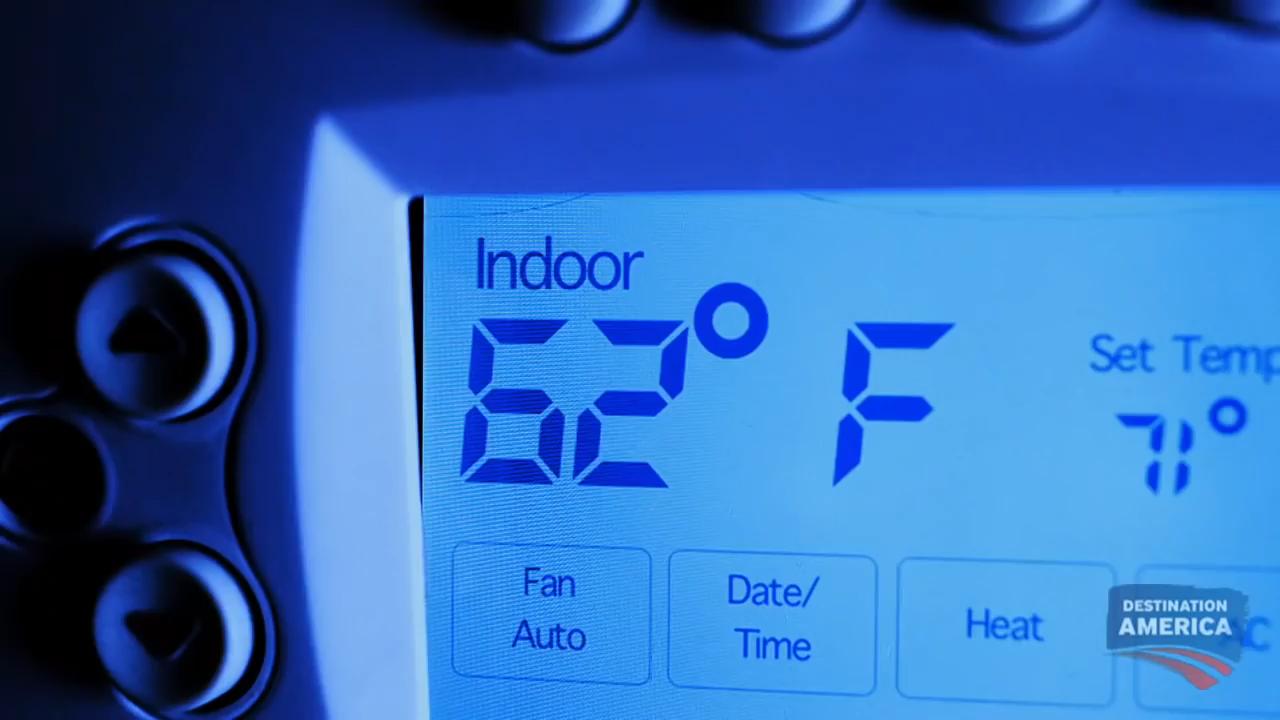 Indoor
62° F
Set Temp
71°
Fan
Auto
Date/
Time
Heat
DESTINATION
AMERICA